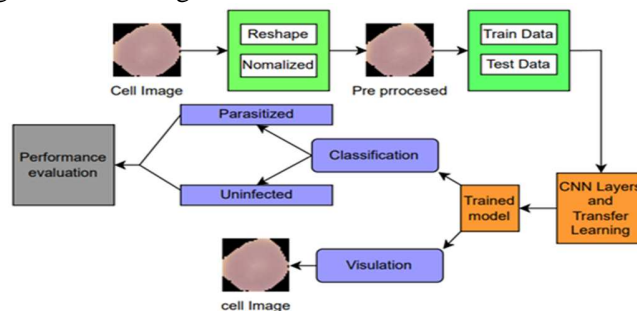 Reshape
Nomalized
Cell Image
Pre prrocesed
Train Data
Test Data
Parasitized
Uninfected
Classification
Performance
evaluation
Trained
model
CNN Layers
and
Transfer
Learning
Visulation
cell Image